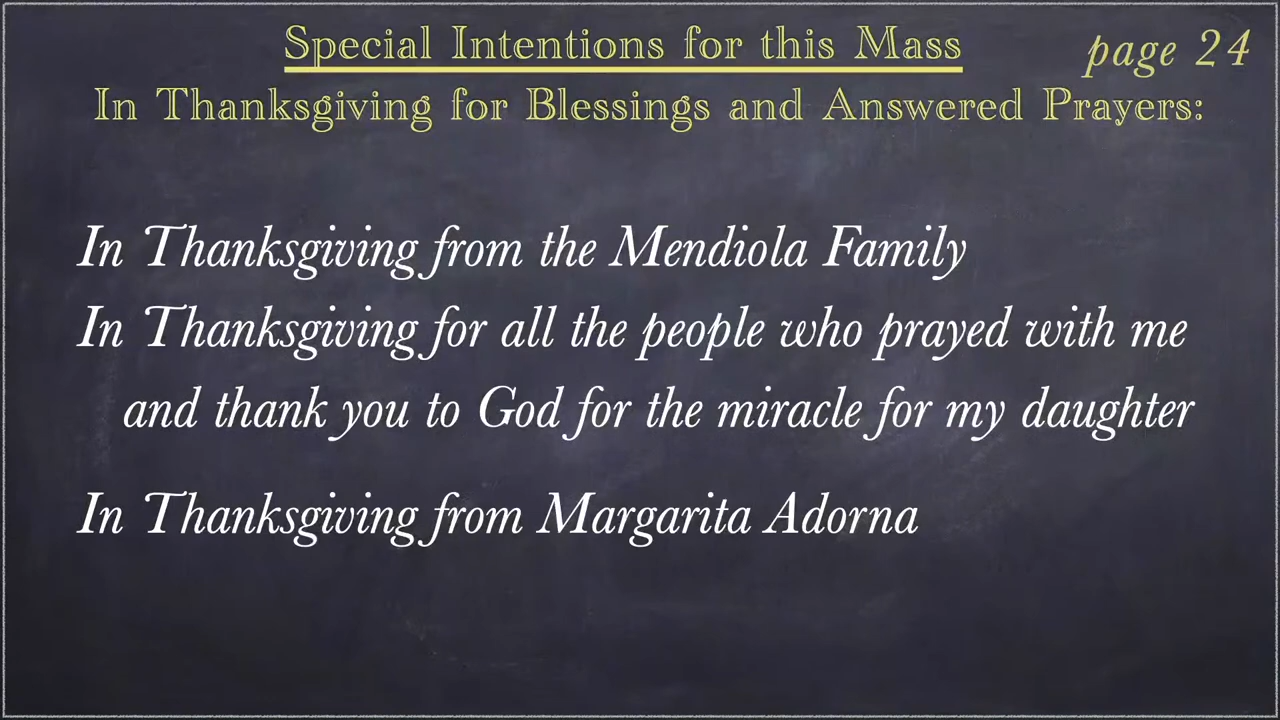 Special Intentions for this Mass
page 24
In Thanksgiving for Blessings and Answered Prayers:
In Thanksgiving from the Mendiola Family
In Thanksgiving for all the people who prayed with me
and thank you to God for the miracle for my daughter
In Thanksgiving from Margarita Adorna